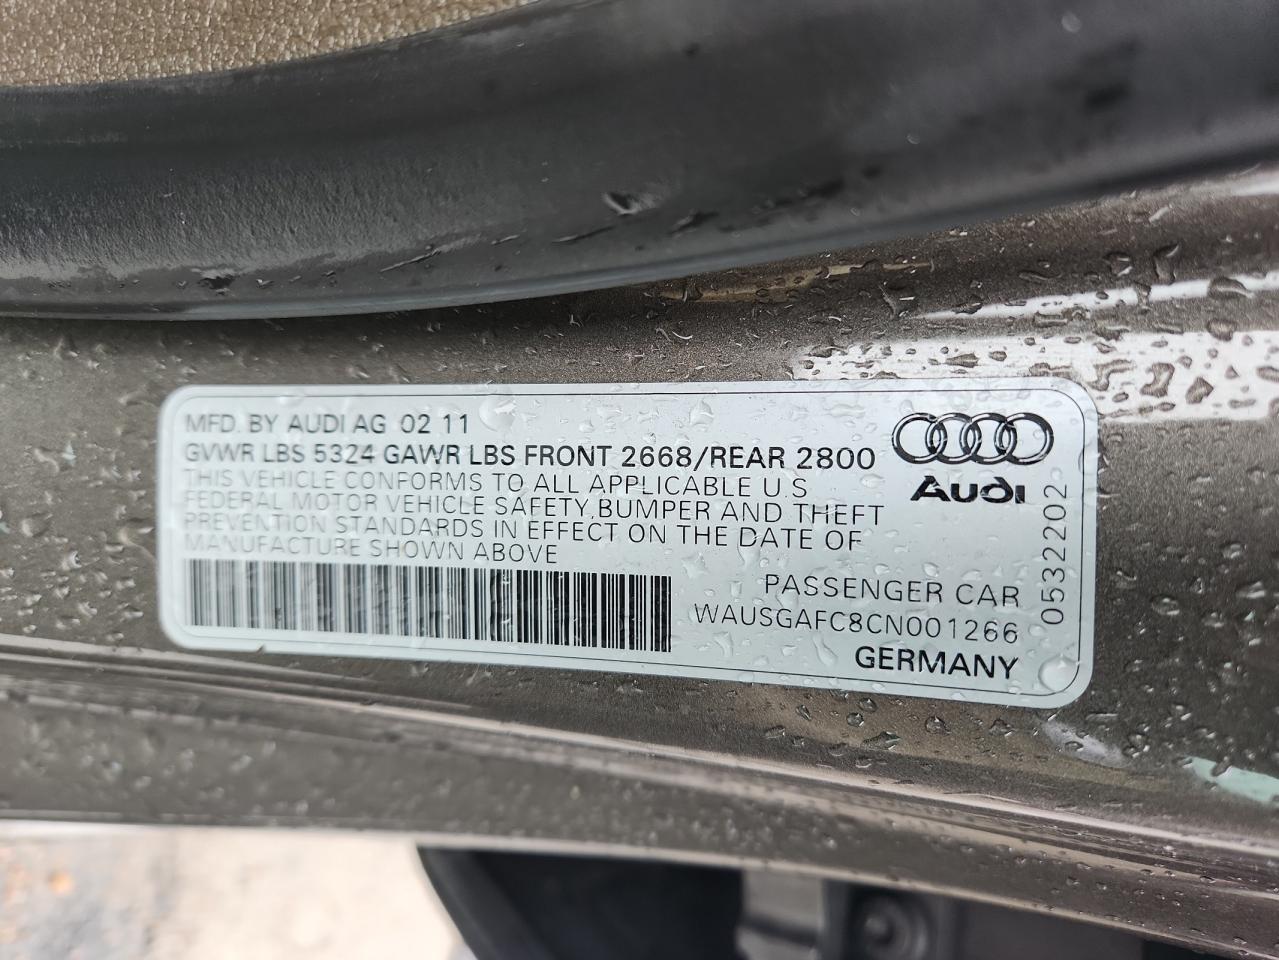 MFD. BY AUDI AG 02 11
GVWR LBS 5324 GAWR LBS FRONT 2668/REAR 2800
THIS VEHICLE CONFORMS TO ALL APPLICABLE U.S
FEDERAL MOTOR VEHICLE SAFETY,BUMPER AND THEFT
PREVENTION STANDARDS IN EFFECT ON THE DATE OF
MANUFACTURE SHOWN ABOVE
Audi
0532202
PASSENGER CAR
WAUSGAFC8CN001266
GERMANY